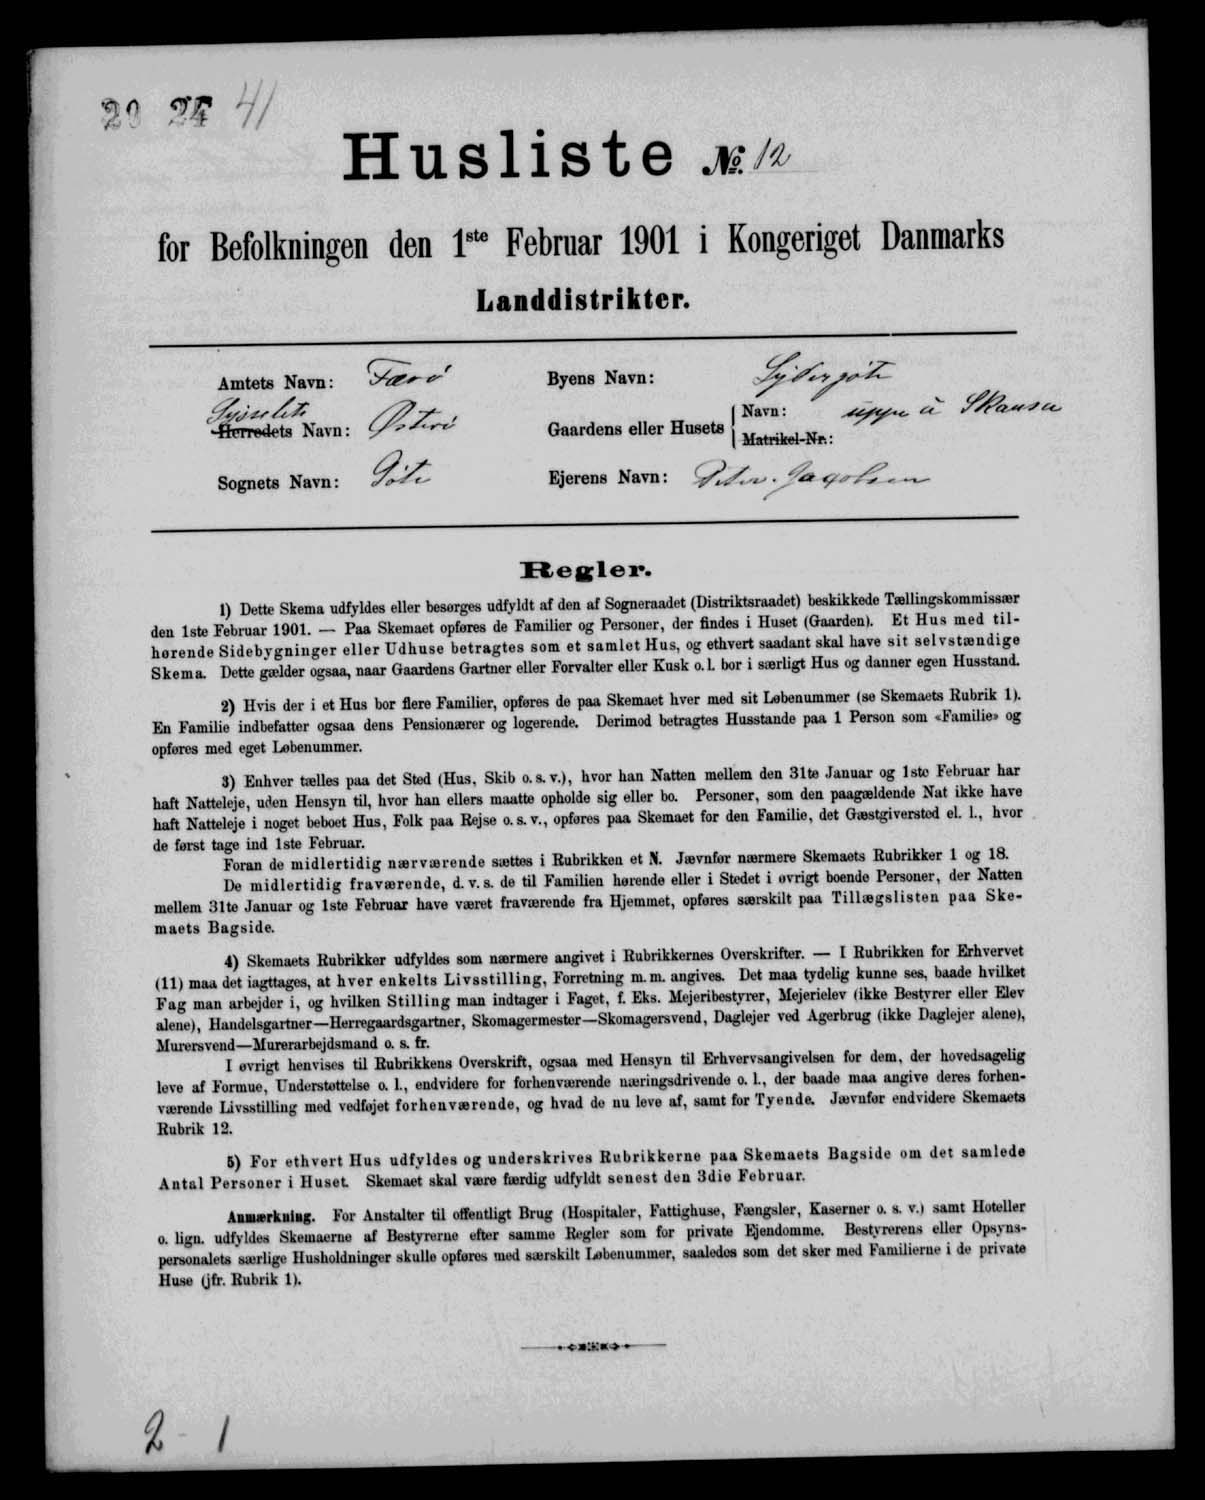 29 24 41
Husliste № 12
for Befolkningen den 1ste Februar 1901 i Kongeriget Danmarks
Landdistrikter.
Amtets Navn: Færö Byens Navn: Sydergöte
Sysselets
Herredets Navn: Österö Gaardens eller Husets Navn: uppe á Skansa
Matrikel-Nr.:
Sognets Navn: Göte Ejerens Navn: Peter Jacobsen
Regler.
1) Dette Skema udfyldes eller besørges udfyldt af den af Sogneraadet (Distriktsraadet) beskikkede Tællingskommissær
den 1ste Februar 1901. — Paa Skemaet opføres de Familier og Personer, der findes i Huset (Gaarden). Et Hus med til-
hørende Sidebygninger eller Udhuse betragtes som et samlet Hus, og ethvert saadant skal have sit selvstændige
Skema. Dette gælder ogsaa, naar Gaardens Gartner eller Forvalter eller Kusk o. l. bor i særligt Hus og danner egen Husstand.
2) Hvis der i et Hus bor flere Familier, opføres de paa Skemaet hver med sit Løbenummer (se Skemaets Rubrik 1).
En Familie indbefatter ogsaa dens Pensionærer og logerende. Derimod betragtes Husstande paa 1 Person som «Familie» og
opføres med eget Løbenummer.
3) Enhver tælles paa det Sted (Hus, Skib o. s. v.), hvor han Natten mellem den 31te Januar og 1ste Februar har
haft Natteleje, uden Hensyn til, hvor han ellers maatte opholde sig eller bo. Personer, som den paagældende Nat ikke have
haft Natteleje i noget beboet Hus, Folk paa Rejse o. s. v., opføres paa Skemaet for den Familie, det Gæstgiversted el. l., hvor
de først tage ind 1ste Februar.
Foran de midlertidig nærværende sættes i Rubrikken et N. Jævnfør nærmere Skemaets Rubrikker 1 og 18.
De midlertidig fraværende, d. v. s. de til Familien hørende eller i Stedet i øvrigt boende Personer, der Natten
mellem 31te Januar og 1ste Februar have været fraværende fra Hjemmet, opføres særskilt paa Tillægslisten paa Ske-
maets Bagside.
4) Skemaets Rubrikker udfyldes som nærmere angivet i Rubrikkernes Overskrifter. — I Rubrikken for Erhvervet
(11) maa det iagttages, at hver enkelts Livsstilling, Forretning m. m. angives. Det maa tydelig kunne ses, baade hvilket
Fag man arbejder i, og hvilken Stilling man indtager i Faget, f. Eks. Mejeribestyrer, Mejerielev (ikke Bestyrer eller Elev
alene), Handelsgartner—Herregaardsgartner, Skomagermester—Skomagersvend, Daglejer ved Agerbrug (ikke Daglejer alene),
Murersvend—Murerarbejdsmand o. s. fr.
I øvrigt henvises til Rubrikkens Overskrift, ogsaa med Hensyn til Erhvervsangivelsen for dem, der hovedsagelig
leve af Formue, Understøttelse o. l., endvidere for forhenværende næringsdrivende o. l., der baade maa angive deres forhen-
værende Livsstilling med vedføjet forhenværende, og hvad de nu leve af, samt for Tyende. Jævnfør endvidere Skemaets
Rubrik 12.
5) For ethvert Hus udfyldes og underskrives Rubrikkerne paa Skemaets Bagside om det samlede
Antal Personer i Huset. Skemaet skal være færdig udfyldt senest den 3die Februar.
Anmærkning. For Anstalter til offentligt Brug (Hospitaler, Fattighuse, Fængsler, Kaserner o. s. v.) samt Hoteller
o. lign. udfyldes Skemaerne af Bestyrerne efter samme Regler som for private Ejendomme. Bestyrerens eller Opsyns-
personalets særlige Husholdninger skulle opføres med særskilt Løbenummer, saaledes som det sker med Familierne i de private
Huse (jfr. Rubrik 1).
2 - 1